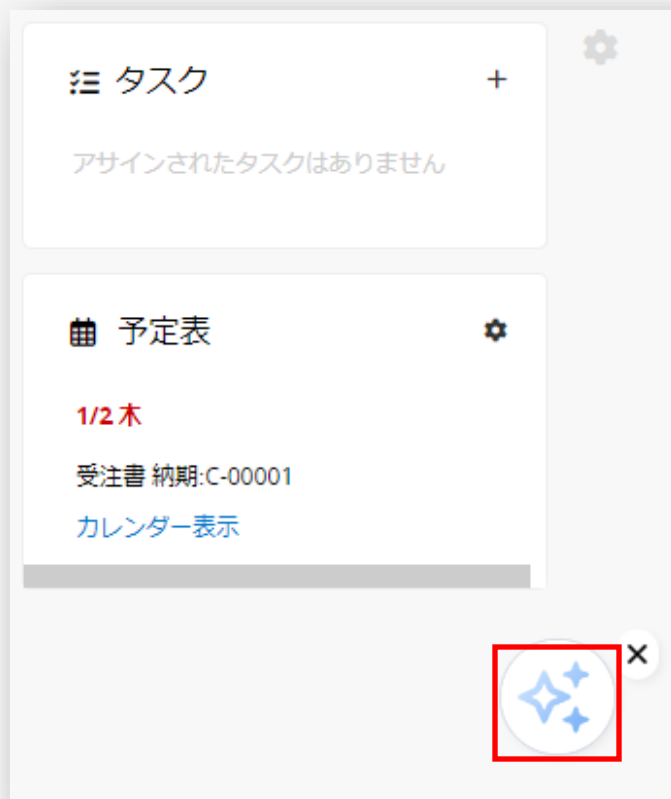 タスク
+
アサインされたタスクはありません
予定表
1/2 木
受注書 納期:C-00001
カレンダー表示